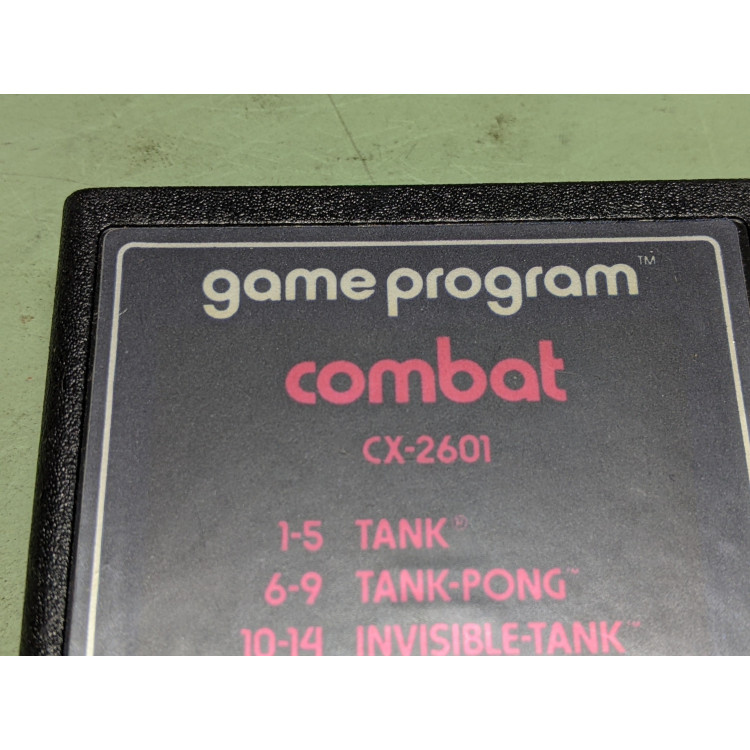 game program™
combat
CX-2601
1-5 TANK®
6-9 TANK-PONG™
10-14 INVISIBLE-TANK™